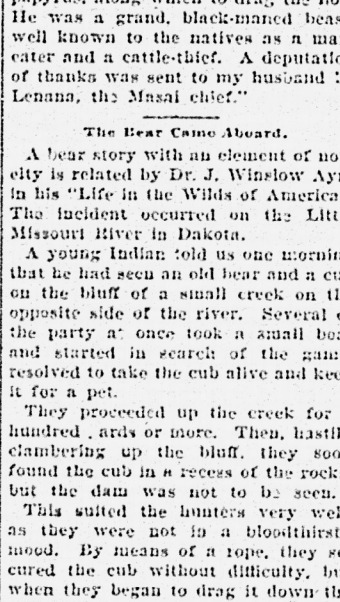 papyrus, along which to drag the
He was a grand, black-maned beas
well known to the natives as a ma
eater and a cattle-thief. A deputatio
of thanks was sent to my husband
Lenana, the Masai chief."
The Bear Came Aboard.
A bear story with an element of no
elty is related by Dr. J. Winslow Ay
in his "Life in the Wilds of America
The incident occurred on the Litt
Missouri River in Dakota.
A young Indian told us one mornin
that he had seen an old bear and a cu
on the bluff of a small creek on th
opposite side of the river. Several o
the party at once took a small bo
and started in search of the gam
resolved to take the cub alive and kee
it for a pet.
They proceeded up the creek for
hundred ards or more. Then, hastil
clambering up the bluff, they soo
found the cub in a recess of the rock
but the dam was not to be seen.
This suited the hunters very wel
as they were not in a bloodthirst
mood. By means of a rope, they se
cured the cub without difficulty, bu
when they began to drag it down th